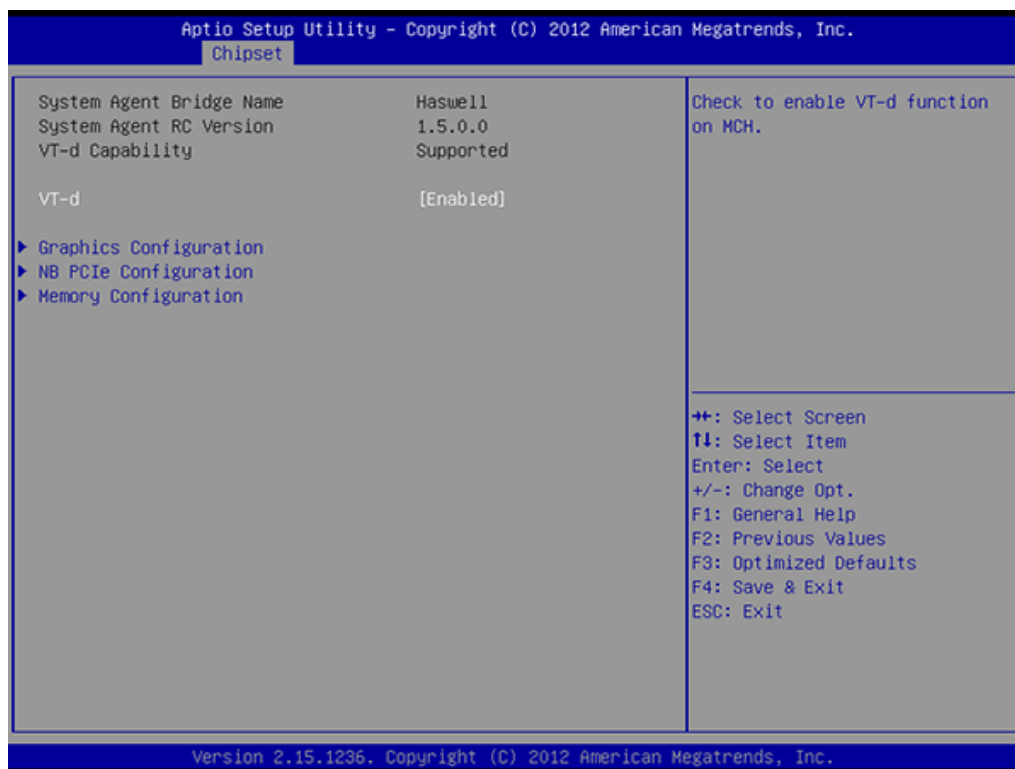 Aptio Setup Utility – Copyright (C) 2012 American Megatrends, Inc.
Chipset
System Agent Bridge Name Haswell
System Agent RC Version 1.5.0.0
VT-d Capability Supported
VT-d [Enabled]
Graphics Configuration
NB PCIe Configuration
Memory Configuration
Check to enable VT-d function
on MCH.
→←: Select Screen
↑↓: Select Item
Enter: Select
+/-: Change Opt.
F1: General Help
F2: Previous Values
F3: Optimized Defaults
F4: Save & Exit
ESC: Exit
Version 2.15.1236. Copyright (C) 2012 American Megatrends, Inc.